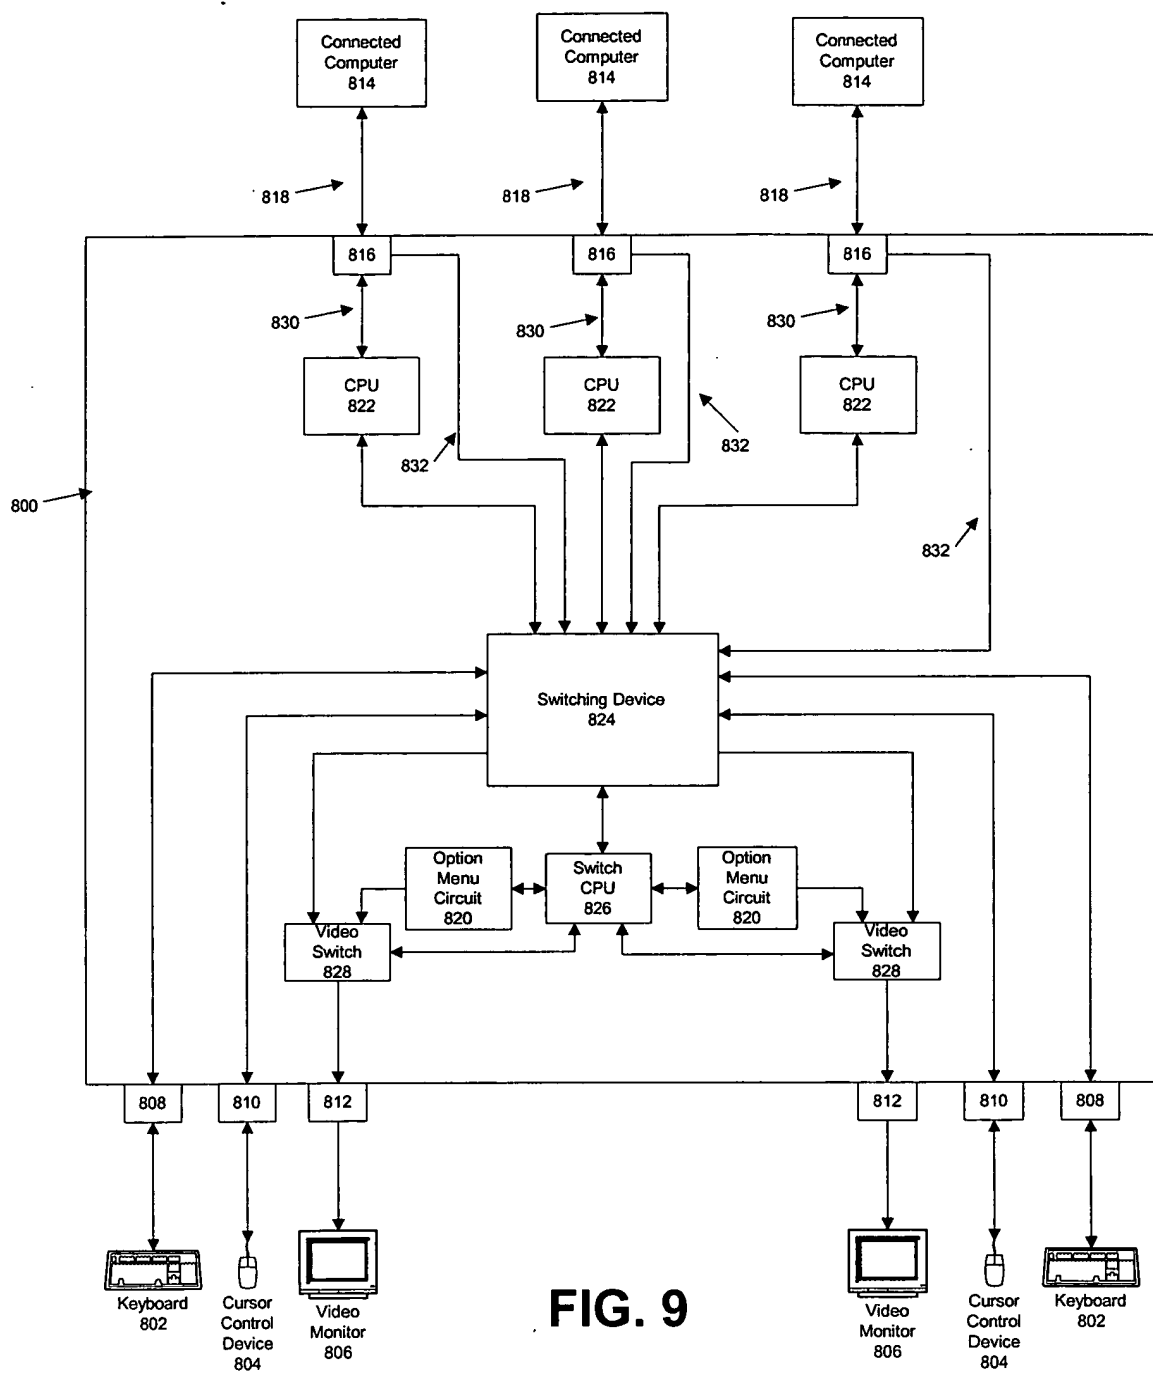 Connected
Computer
814
Connected
Computer
814
Connected
Computer
814
818
818
818
816
816
816
830
830
830
CPU
822
CPU
822
CPU
822
832
832
832
800
Switching Device
824
Option
Menu
Circuit
820
Switch
CPU
826
Option
Menu
Circuit
820
Video
Switch
828
Video
Switch
828
808
810
812
812
810
808
Keyboard
802
Cursor
Control
Device
804
Video
Monitor
806
FIG. 9
Video
Monitor
806
Cursor
Control
Device
804
Keyboard
802